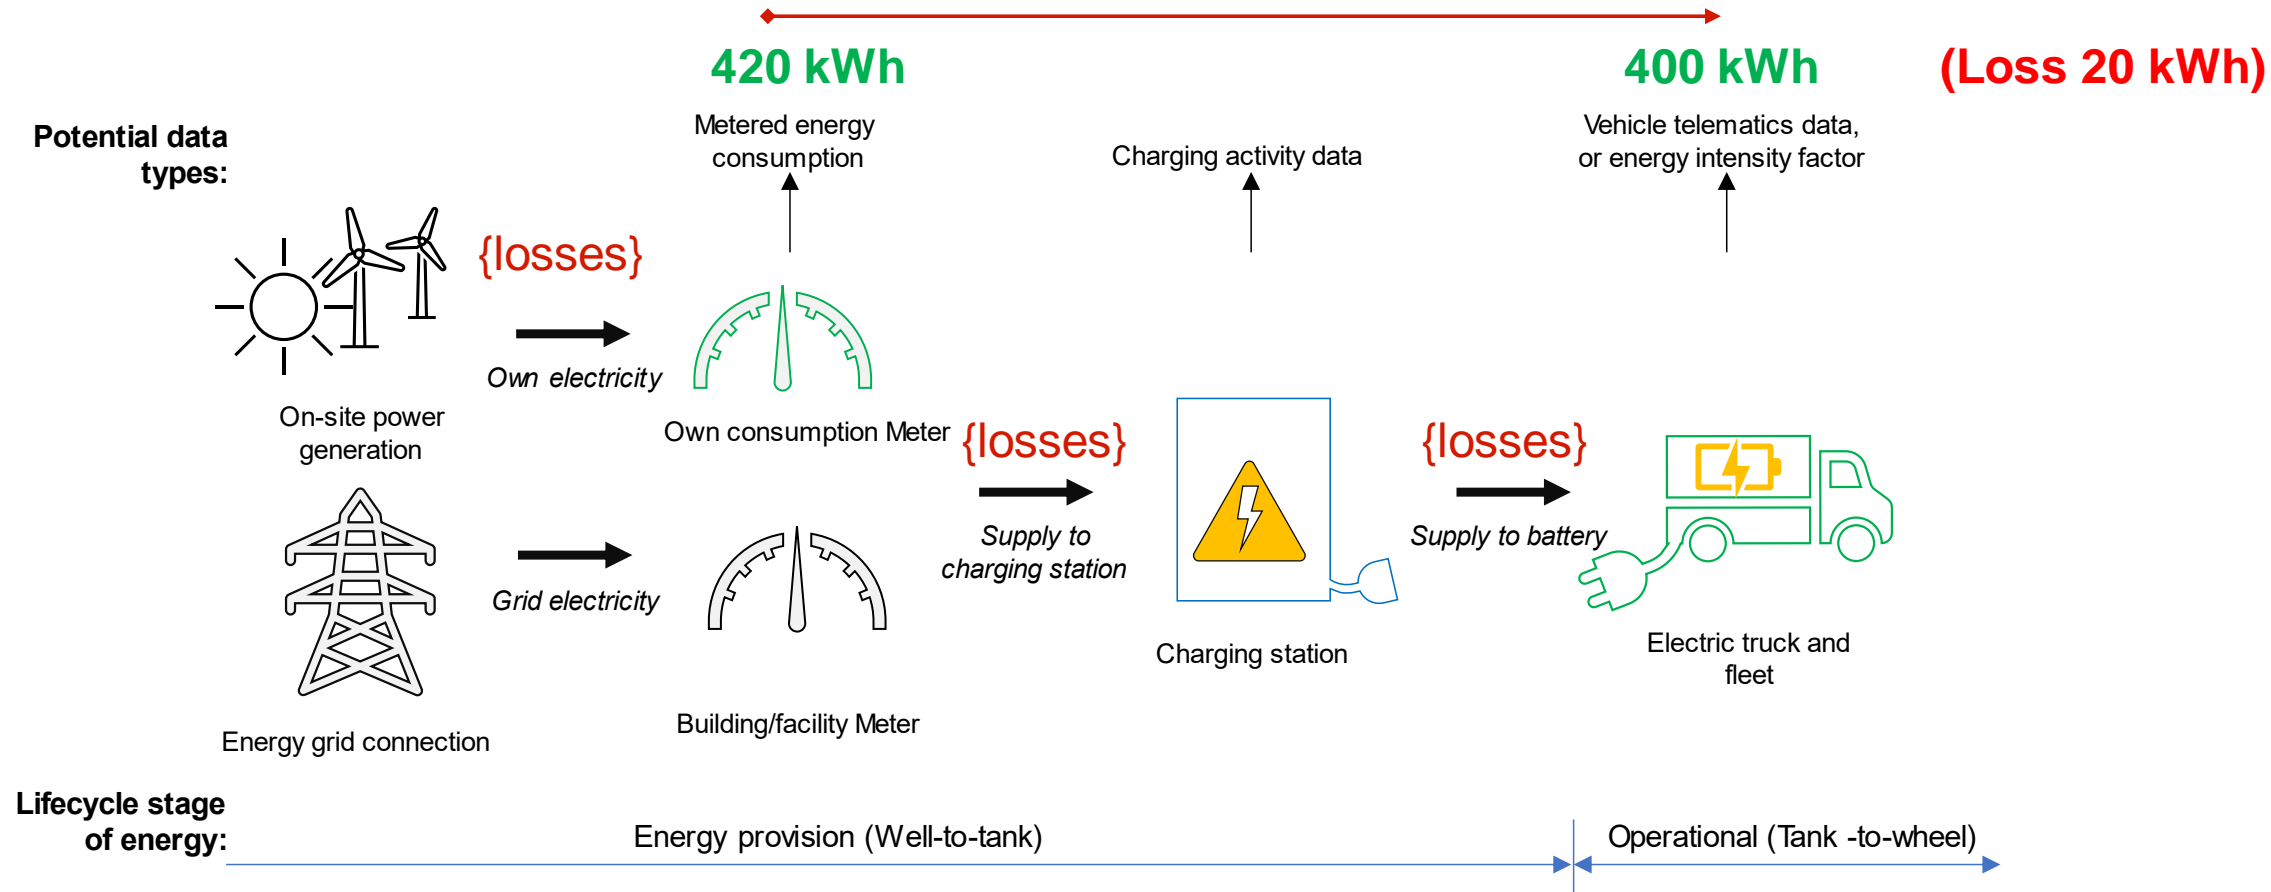 420 kWh
400 kWh
(Loss 20 kWh)
Potential data
types:
Metered energy
consumption
Charging activity data
Vehicle telematics data,
or energy intensity factor
{losses}
Own electricity
On-site power
generation
Own consumption Meter
{losses}
Supply to
charging station
{losses}
Supply to battery
Grid electricity
Energy grid connection
Building/facility Meter
Charging station
Electric truck and
fleet
Lifecycle stage
of energy:
Energy provision (Well-to-tank)
Operational (Tank -to-wheel)